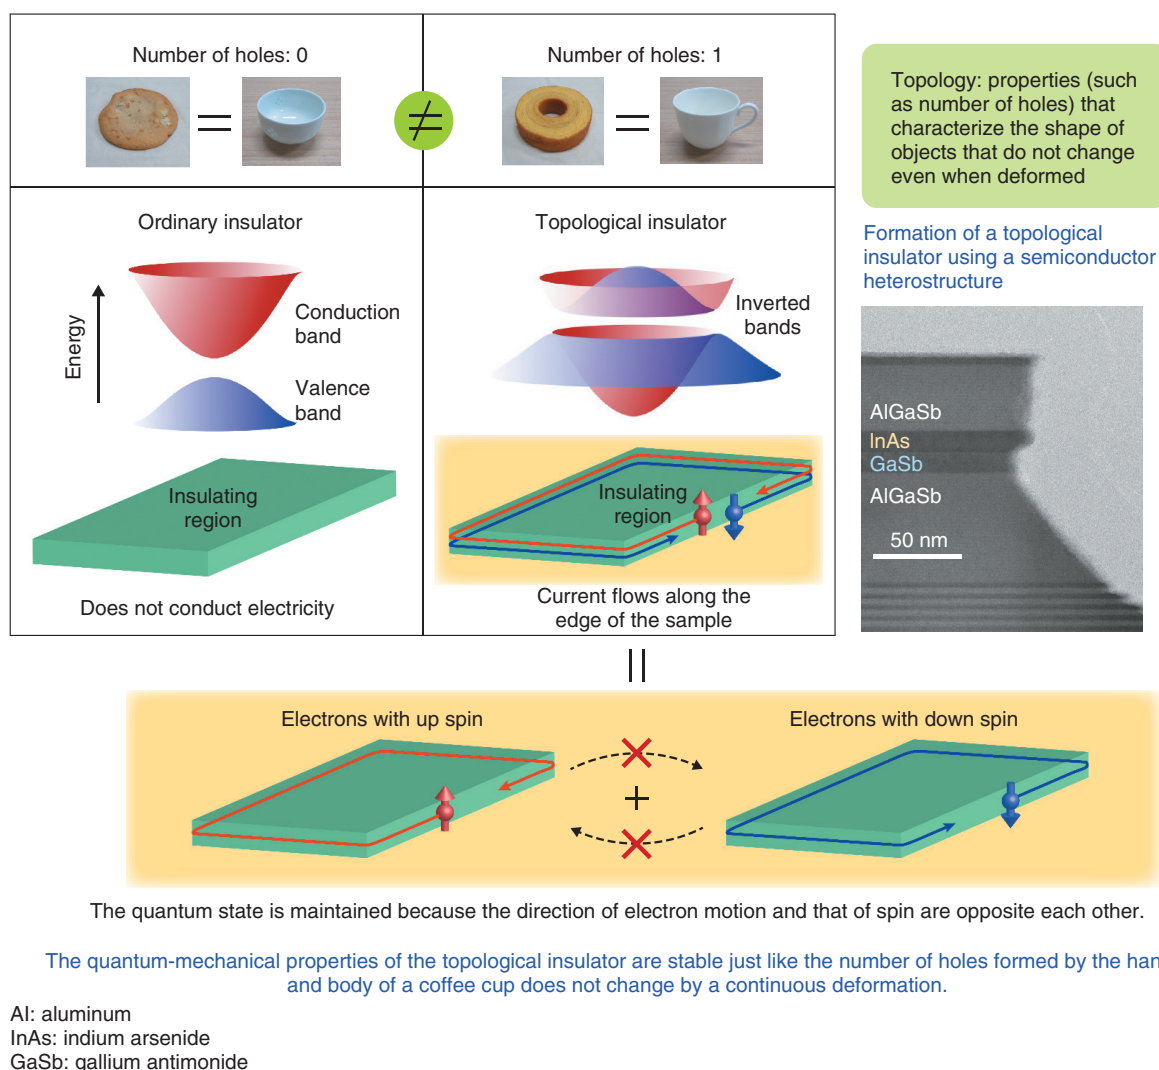 Number of holes: 0
Number of holes: 1
=
≠
=
Topology: properties (such
as number of holes) that
characterize the shape of
objects that do not change
even when deformed
Ordinary insulator
Topological insulator
Formation of a topological
insulator using a semiconductor
heterostructure
Energy
Conduction
band
Valence
band
Inverted
bands
Insulating
region
Does not conduct electricity
Insulating
region
Current flows along the
edge of the sample
AlGaSb
InAs
GaSb
AlGaSb
50 nm
=
Electrons with up spin
+
Electrons with down spin
The quantum state is maintained because the direction of electron motion and that of spin are opposite each other.
The quantum-mechanical properties of the topological insulator are stable just like the number of holes formed by the han
and body of a coffee cup does not change by a continuous deformation.
Al: aluminum
InAs: indium arsenide
GaSb: gallium antimonide